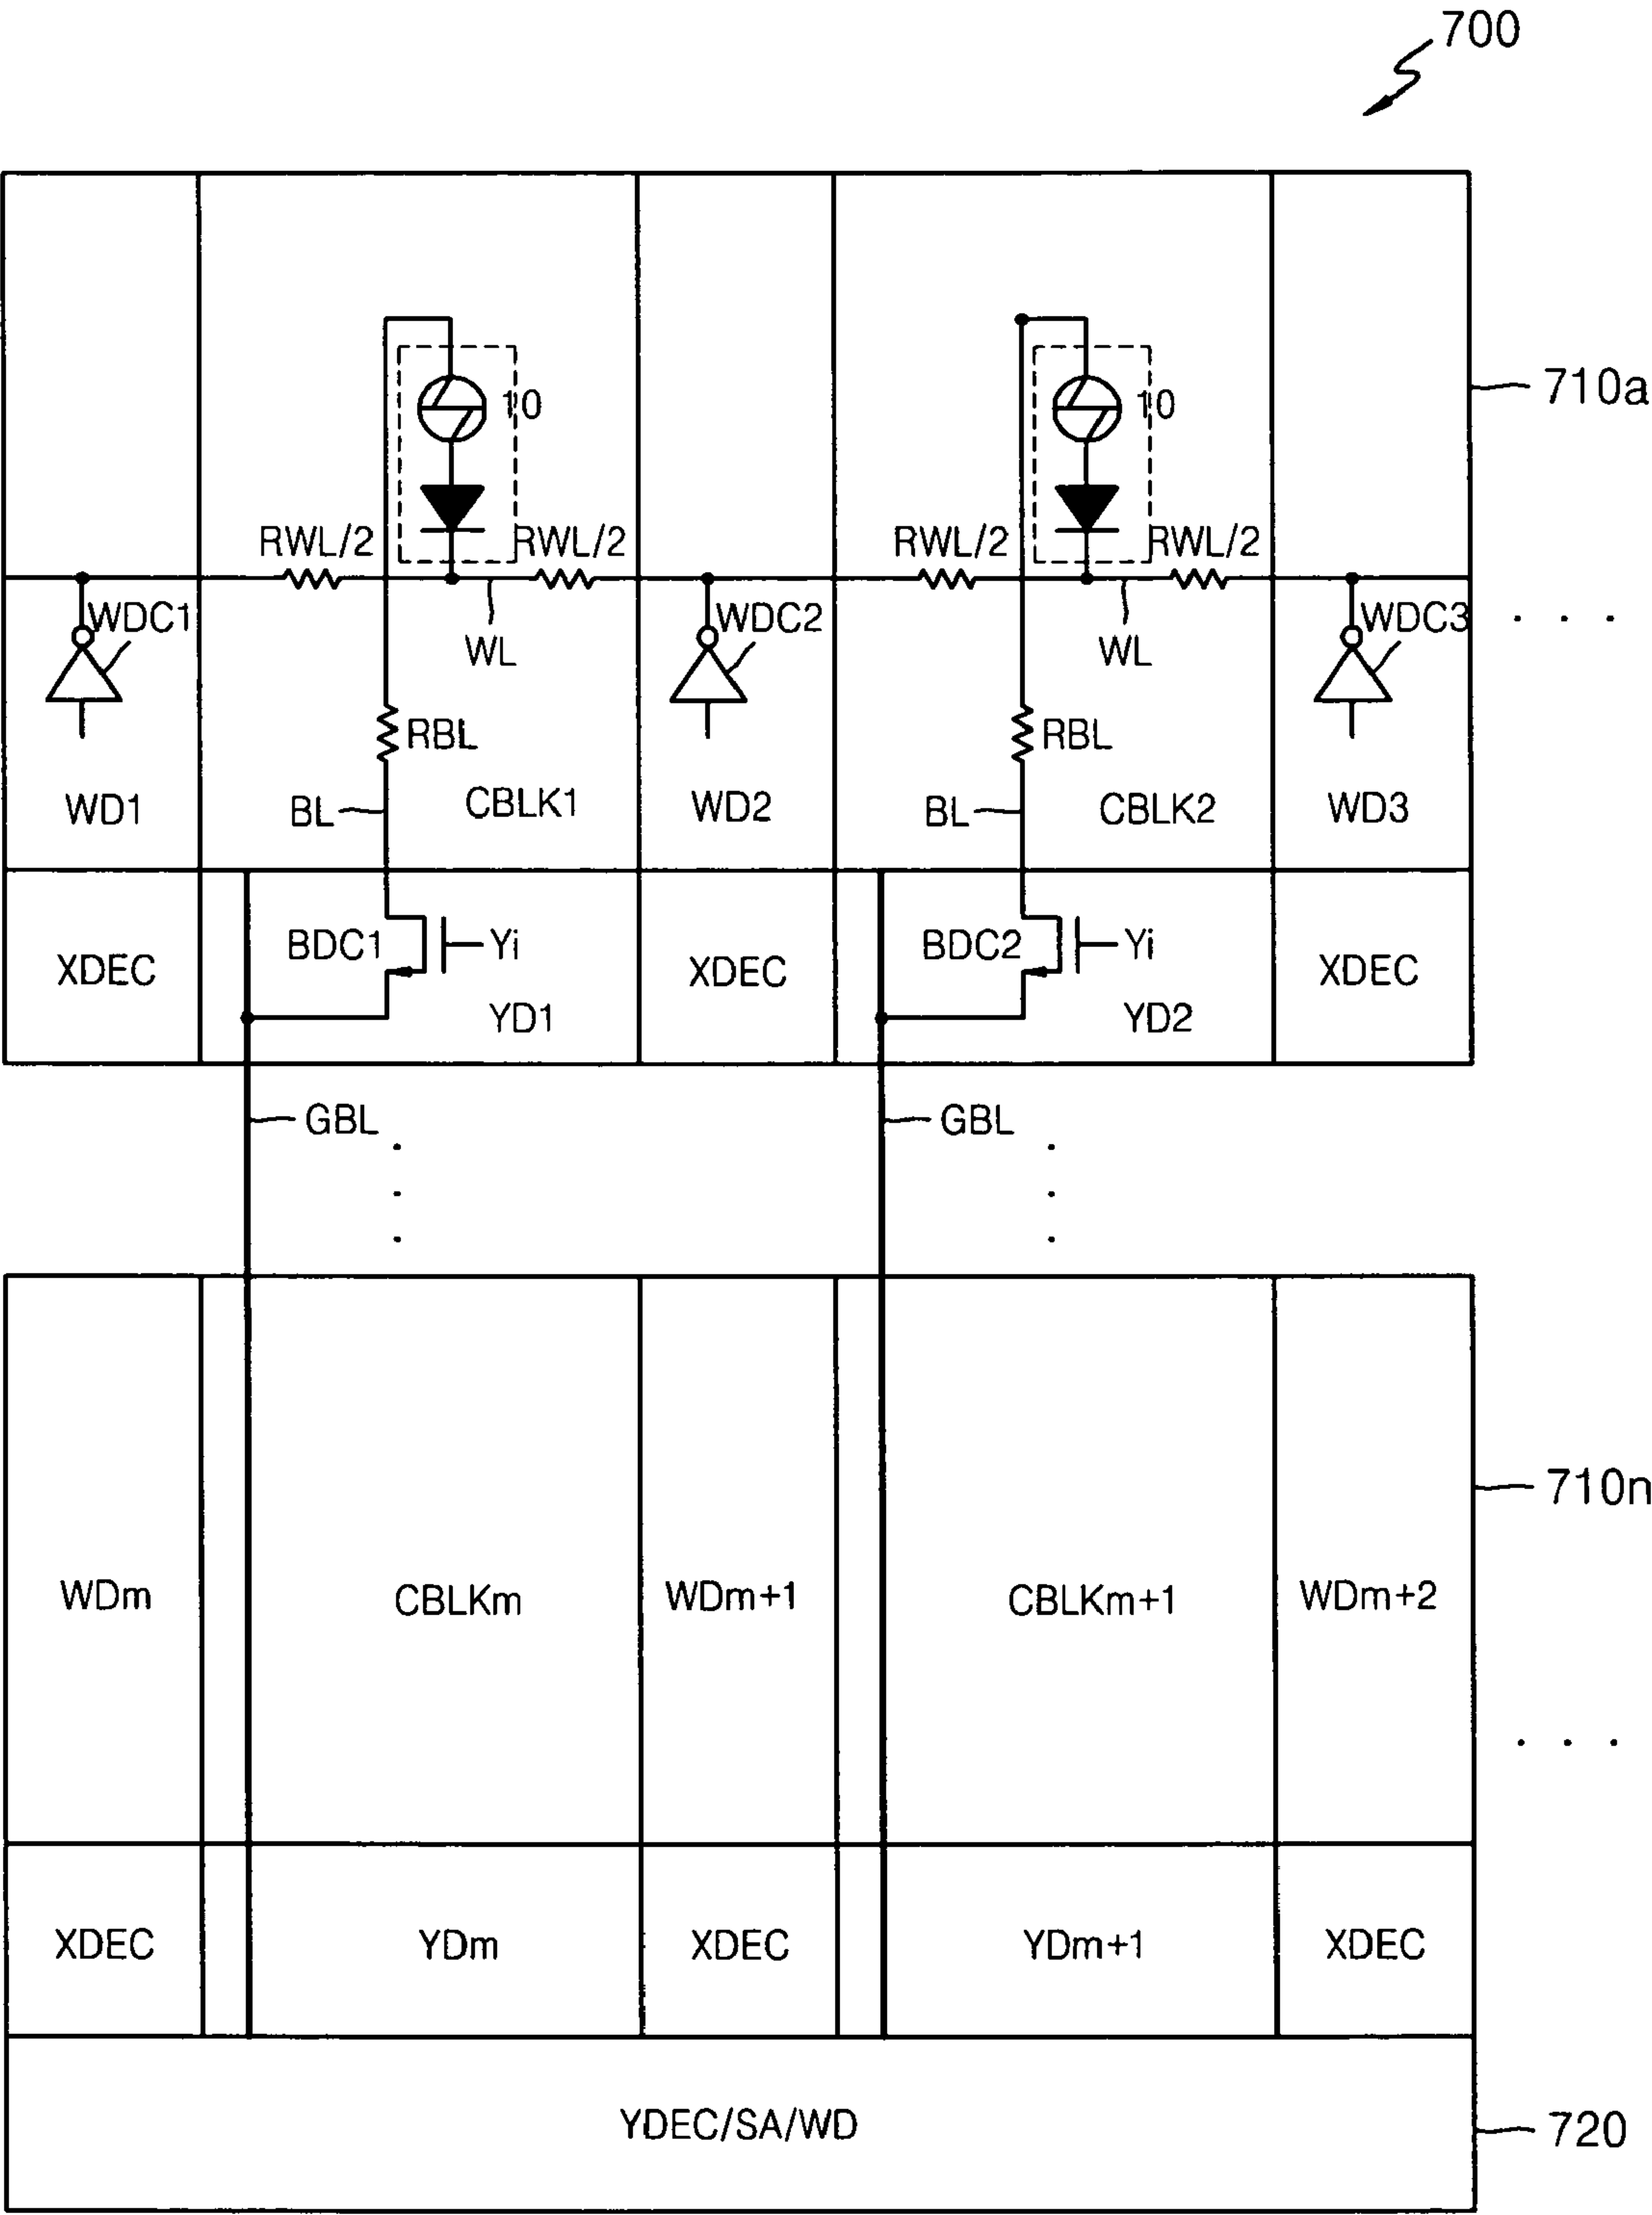 700
710a
10 10
RWL/2 RWL/2 RWL/2 RWL/2
WDC1 WDC2 WDC3
WL WL
RBL RBL
WD1 BL CBLK1 WD2 BL CBLK2 WD3
XDEC BDC1 Yi XDEC BDC2 Yi XDEC
YD1 YD2
GBL GBL
710n
WDm CBLKm WDm+1 CBLKm+1 WDm+2
XDEC YDm XDEC YDm+1 XDEC
YDEC/SA/WD
720